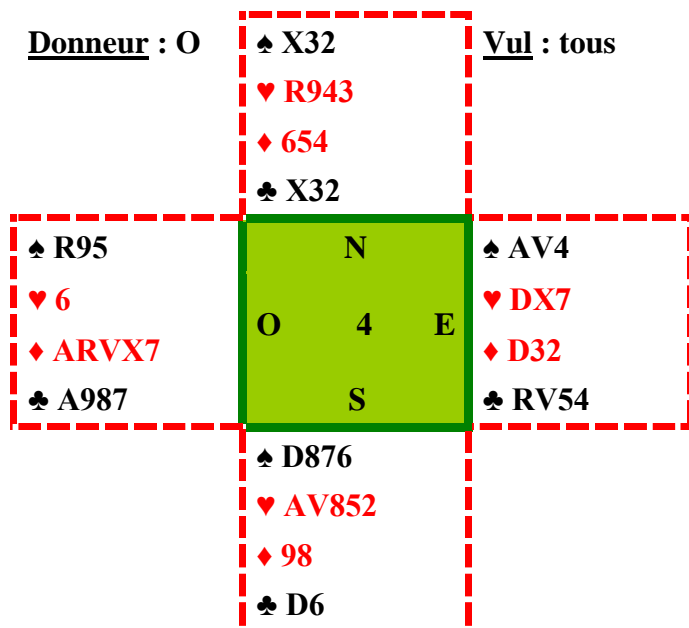 Donneur : O
♠ X32
Vul : tous
♥ R943
♦ 654
♣ X32
♠ R95
N
♠ AV4
♥ 6
♥ DX7
O 4 E
♦ ARVX7
♦ D32
♣ A987
S
♣ RV54
♠ D876
♥ AV852
♦ 98
♣ D6